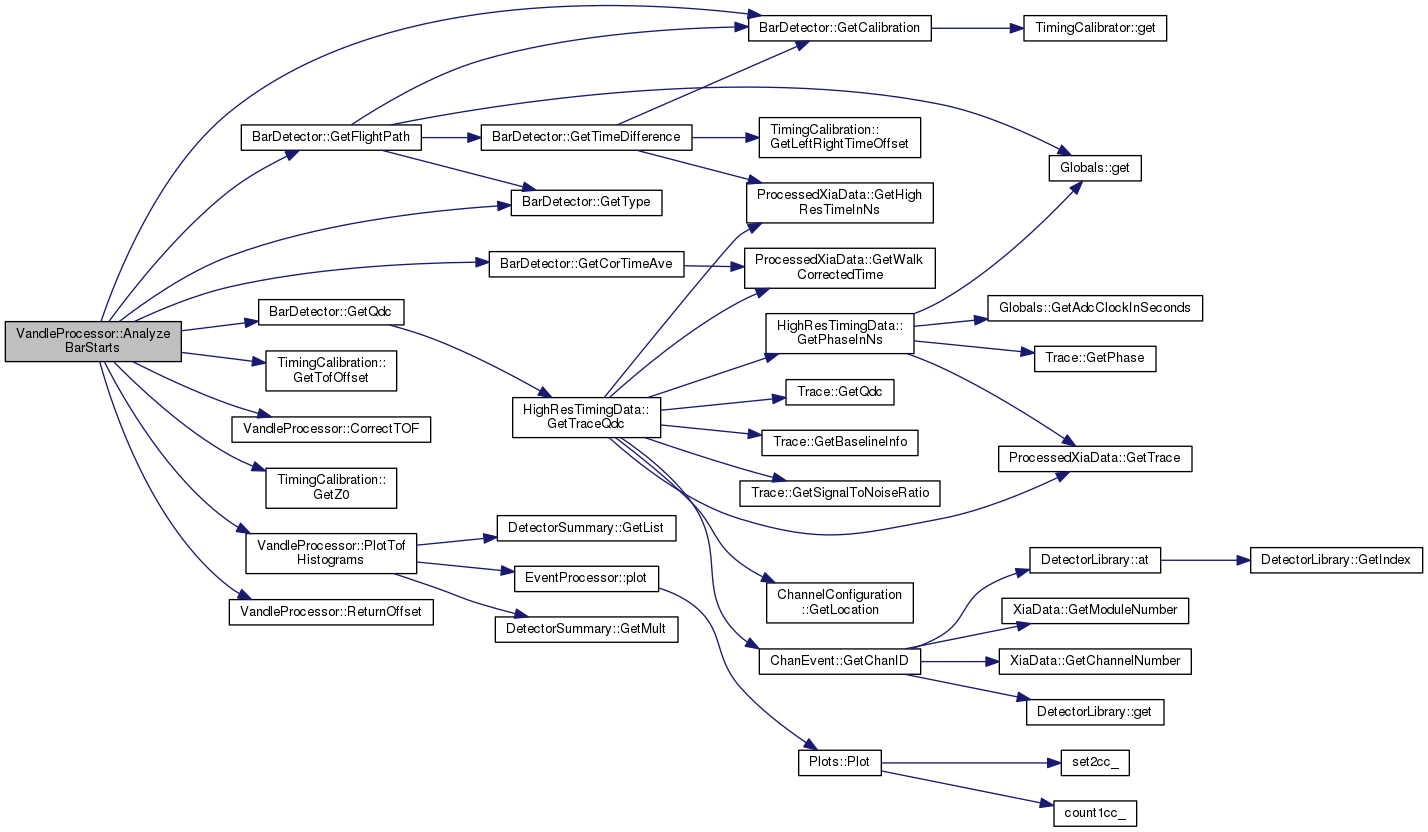 VandleProcessor::Analyze
BarStarts
BarDetector::GetFlightPath
BarDetector::GetQdc
TimingCalibration::
GetTofOffset
VandleProcessor::CorrectTOF
TimingCalibration::
GetZ0
VandleProcessor::PlotTof
Histograms
VandleProcessor::ReturnOffset
BarDetector::GetTimeDifference
BarDetector::GetType
BarDetector::GetCorTimeAve
HighResTimingData::
GetTraceQdc
DetectorSummary::GetList
EventProcessor::plot
DetectorSummary::GetMult
BarDetector::GetCalibration
TimingCalibration::
GetLeftRightTimeOffset
ProcessedXiaData::GetHigh
ResTimeInNs
ProcessedXiaData::GetWalk
CorrectedTime
HighResTimingData::
GetPhaseInNs
Trace::GetQdc
Trace::GetBaselineInfo
Trace::GetSignalToNoiseRatio
ChannelConfiguration
::GetLocation
ChanEvent::GetChanID
Plots::Plot
TimingCalibrator::get
Globals::get
Globals::GetAdcClockInSeconds
Trace::GetPhase
ProcessedXiaData::GetTrace
DetectorLibrary::at
XiaData::GetModuleNumber
XiaData::GetChannelNumber
DetectorLibrary::get
set2cc_
count1cc_
DetectorLibrary::GetIndex